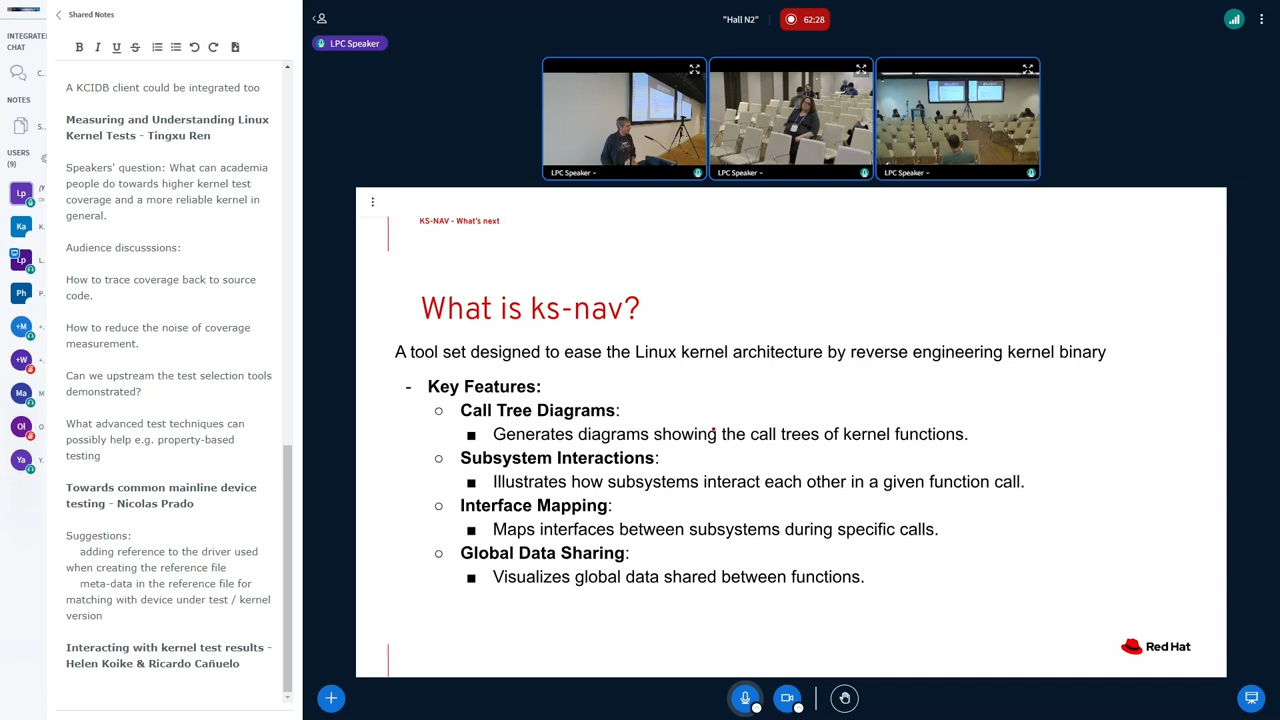 Shared Notes
INTEGRATED
CHAT
C..
NOTES
S..
USERS
(9)
Lp
Ka
K.
Lp
L.
Ph
P.
+M
+W
Ma
M
Ol
Ya
Y.
A KCIDB client could be integrated too
Measuring and Understanding Linux
Kernel Tests - Tingxu Ren
Speakers' question: What can academia
people do towards higher kernel test
coverage and a more reliable kernel in
general.
Audience discusssions:
How to trace coverage back to source
code.
How to reduce the noise of coverage
measurement.
Can we upstream the test selection tools
demonstrated?
What advanced test techniques can
possibly help e.g. property-based
testing
Towards common mainline device
testing - Nicolas Prado
Suggestions:
adding reference to the driver used
when creating the reference file
meta-data in the reference file for
matching with device under test / kernel
version
Interacting with kernel test results -
Helen Koike & Ricardo Cañuelo
"Hall N2"
62:28
LPC Speaker
LPC Speaker
LPC Speaker
LPC Speaker
KS-NAV - What's next
What is ks-nav?
A tool set designed to ease the Linux kernel architecture by reverse engineering kernel binary
- Key Features:
○ Call Tree Diagrams:
■ Generates diagrams showing the call trees of kernel functions.
○ Subsystem Interactions:
■ Illustrates how subsystems interact each other in a given function call.
○ Interface Mapping:
■ Maps interfaces between subsystems during specific calls.
○ Global Data Sharing:
■ Visualizes global data shared between functions.
Red Hat